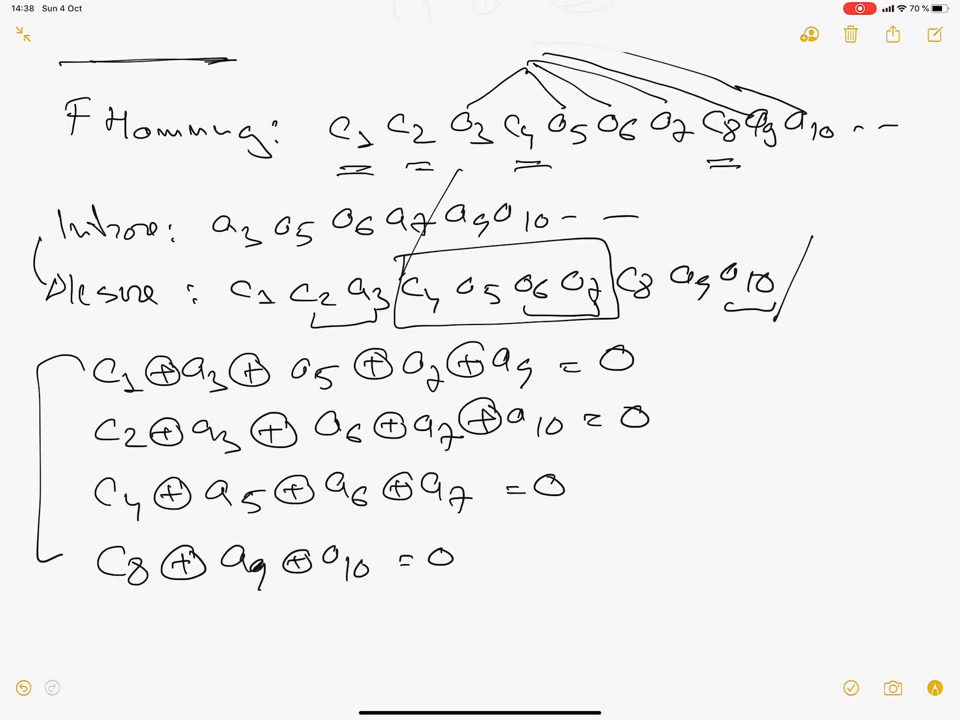 14:38 Sun 4 Oct 70 %
F Hamming: c1 c2 a3 c4 a5 a6 a7 c8 a9 a10 --
Intrare: a3 a5 a6 a7 a9 a10 - -
: c1 c2 a3 c4 a5 a6 a7 c8 a9 a10
c1 ⊕ a3 ⊕ a5 ⊕ a7 ⊕ a9 = 0
c2 ⊕ a3 ⊕ a6 ⊕ a7 ⊕ a10 = 0
c4 ⊕ a5 ⊕ a6 ⊕ a7 = 0
c8 ⊕ a9 ⊕ a10 = 0